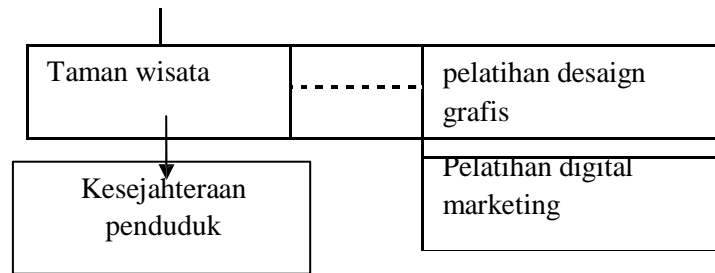 Taman wisata
pelatihan desaign
grafis
Kesejahteraan
penduduk
Pelatihan digital
marketing